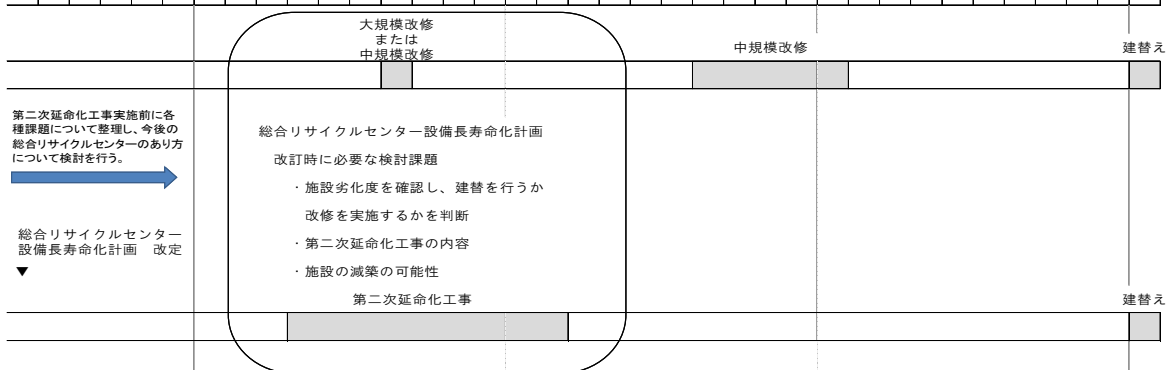 大規模改修
または
中規模改修
中規模改修
建替え
第二次延命化工事実施前に各
種課題について整理し、今後の
総合リサイクルセンターのあり方
について検討を行う。
総合リサイクルセンター設備長寿命化計画
改訂時に必要な検討課題
・施設劣化度を確認し、建替を行うか
改修を実施するかを判断
・第二次延命化工事の内容
・施設の減築の可能性
総合リサイクルセンター
設備長寿命化計画　改定
▼
第二次延命化工事
建替え